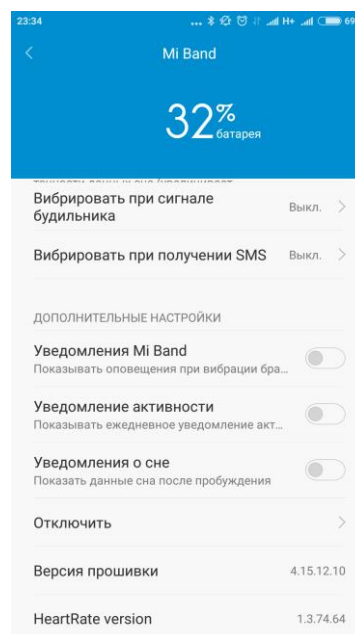 23:34 ... H+ 69
Mi Band
32%
батарея
Вибрировать при сигнале
будильника
Выкл.
Вибрировать при получении SMS Выкл.
ДОПОЛНИТЕЛЬНЫЕ НАСТРОЙКИ
Уведомления Mi Band
Показывать оповещения при вибрации бра...
Уведомление активности
Показывать ежедневное уведомление акт...
Уведомления о сне
Показать данные сна после пробуждения
Отключить
Версия прошивки 4.15.12.10
HeartRate version 1.3.74.64